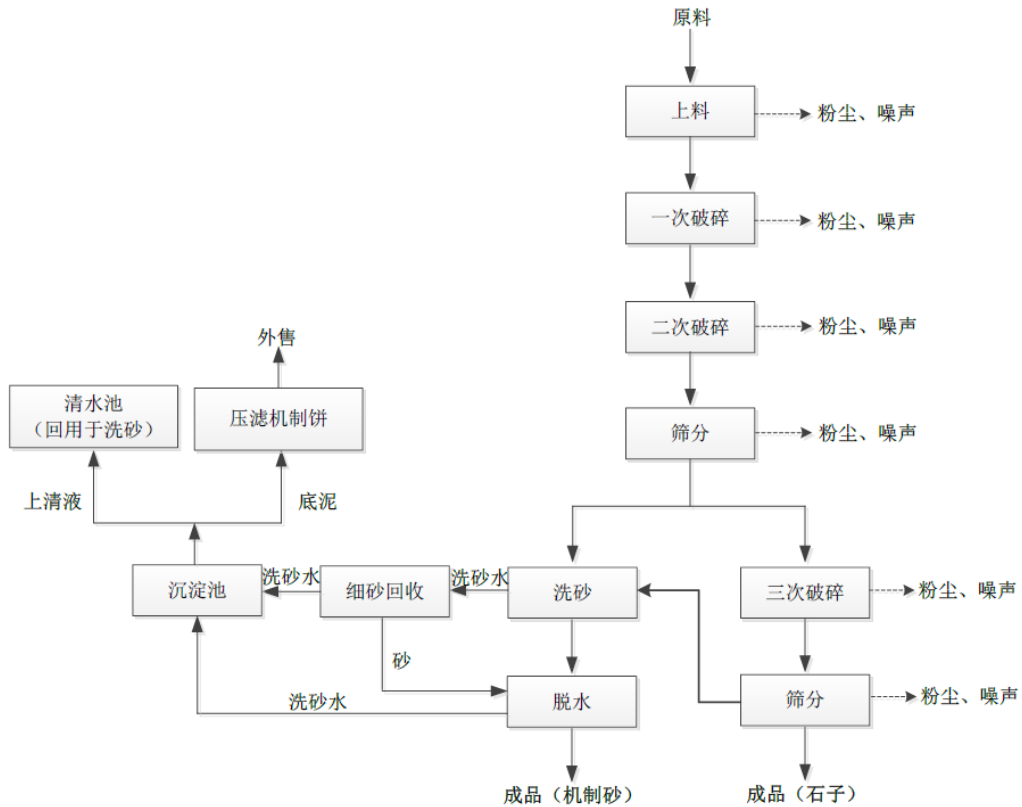 原料
上料
粉尘、噪声
一次破碎
粉尘、噪声
二次破碎
粉尘、噪声
外售
清水池
（回用于洗砂）
压滤机制饼
筛分
粉尘、噪声
上清液
底泥
沉淀池
洗砂水
细砂回收
洗砂水
洗砂
三次破碎
粉尘、噪声
砂
洗砂水
脱水
筛分
粉尘、噪声
成品（机制砂）
成品（石子）